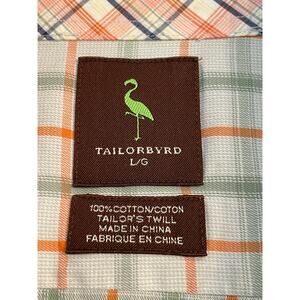 TAILORBYRD
L/G
100% COTTON/COTON
TAILOR'S TWILL
MADE IN CHINA
FABRIQUE EN CHINE